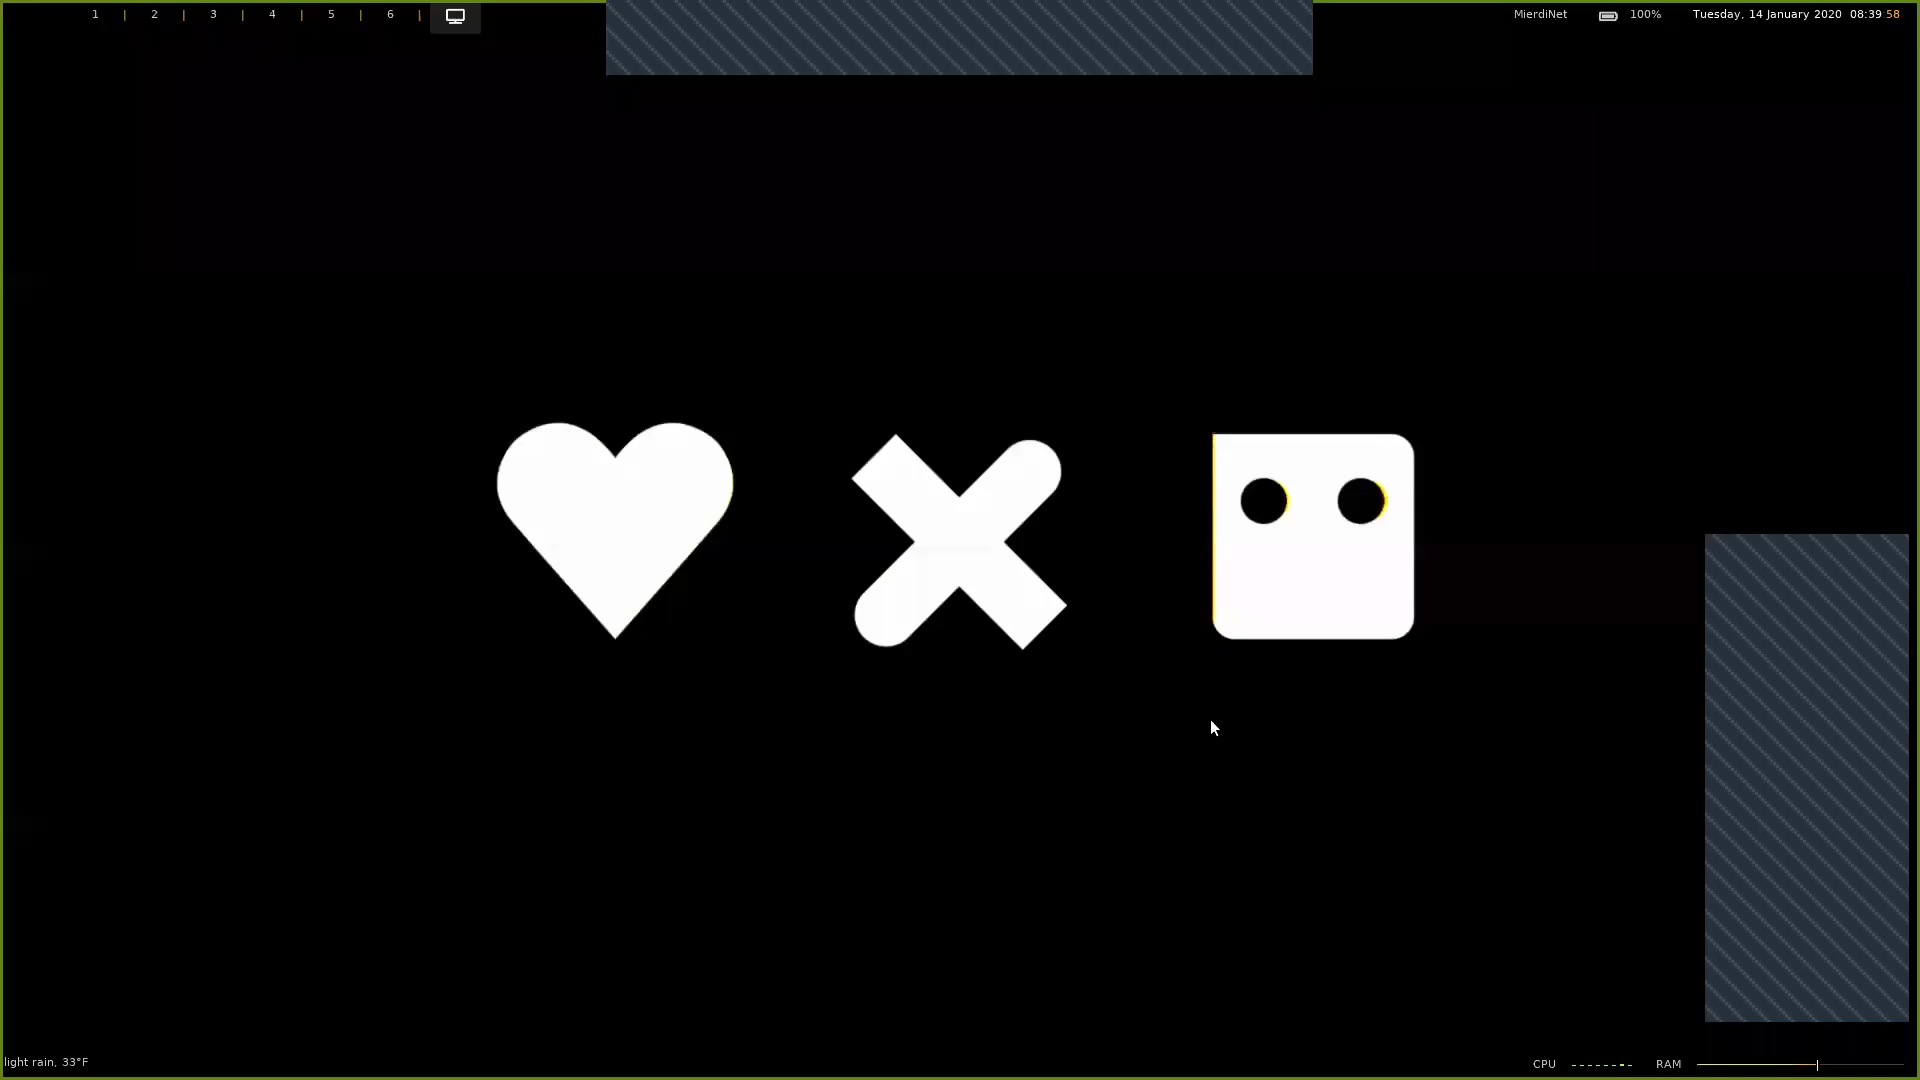 1 | 2 | 3 | 4 | 5 | 6 |
MierdiNet 100% Tuesday, 14 January 2020 08:39 58
light rain, 33°F
CPU RAM